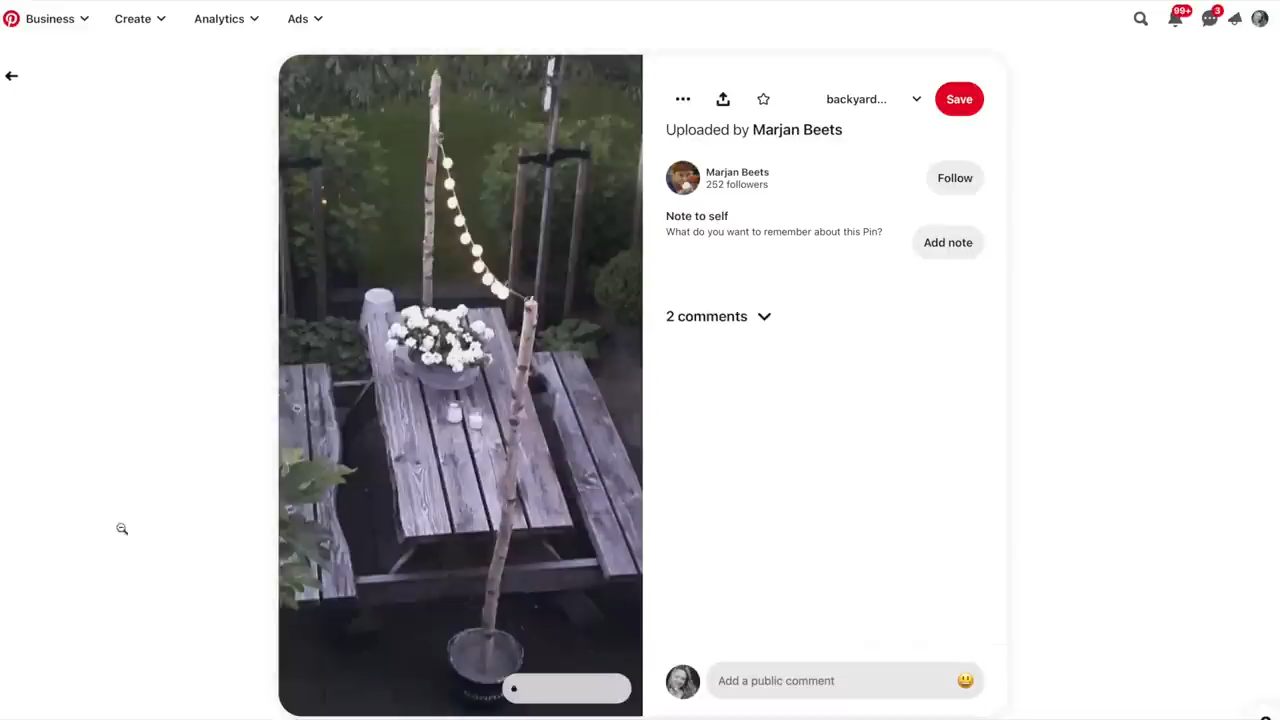 Business
Create
Analytics
Ads
99+
3
backyard...
Save
Uploaded by Marjan Beets
Marjan Beets
252 followers
Follow
Note to self
What do you want to remember about this Pin?
Add note
2 comments
Add a public comment